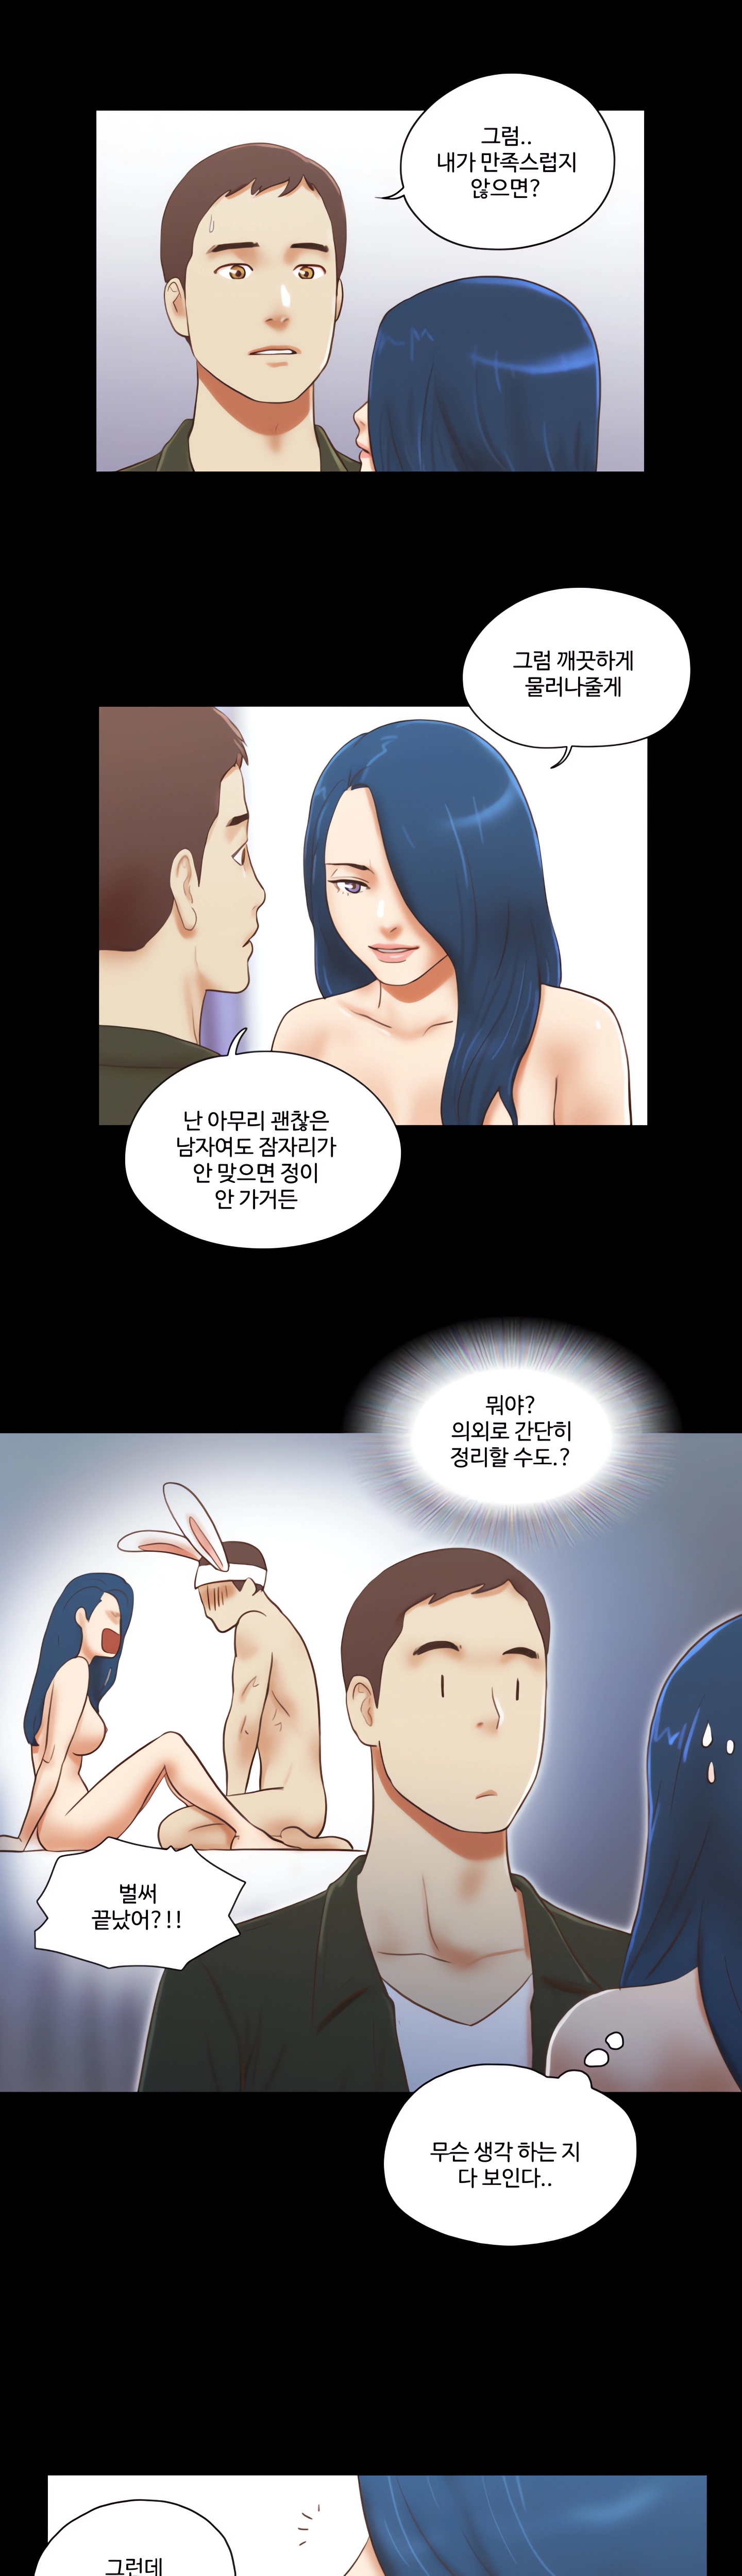 그럼..
내가 만족스럽지
않으면?
그럼 깨끗하게
물러나줄게
난 아무리 괜찮은
남자여도 잠자리가
안 맞으면 정이
안 가거든
뭐야?
의외로 간단히
정리할 수도.?
벌써
끝났어?!!
무슨 생각 하는 지
다 보인다..
그런데